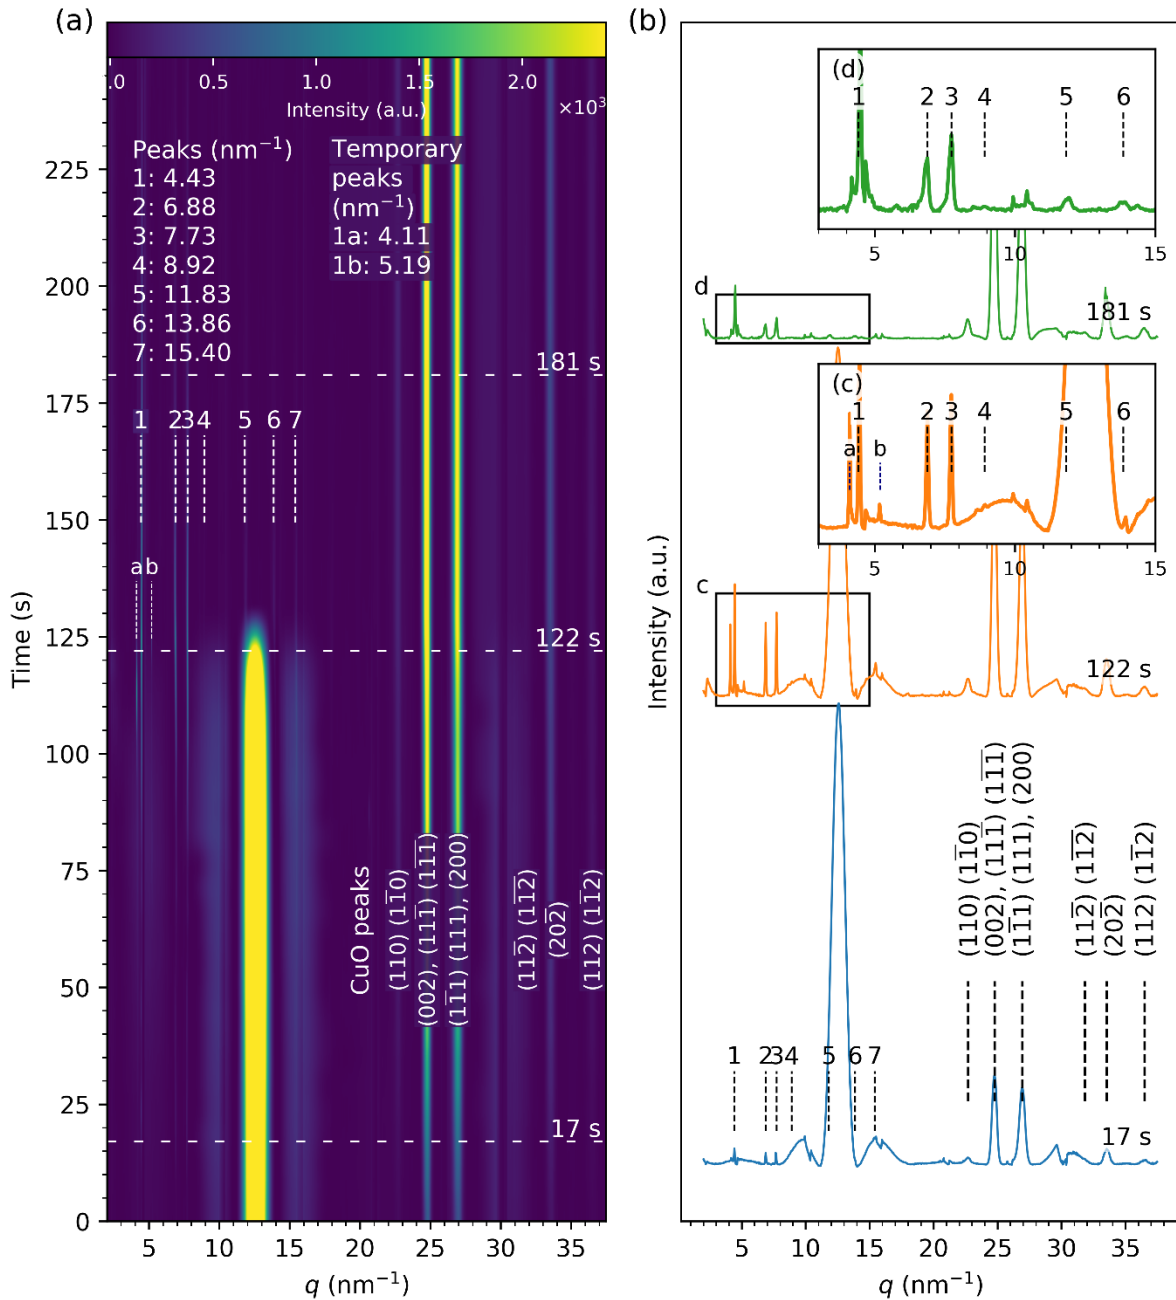 (a)
0.0 0.5 1.0 1.5 2.0
Intensity (a.u.)
×10³
Peaks (nm⁻¹)
1: 4.43
2: 6.88
3: 7.73
4: 8.92
5: 11.83
6: 13.86
7: 15.40
Temporary
peaks
(nm⁻¹)
1a: 4.11
1b: 5.19
181 s
1 2 3 4 5 6 7
a b
122 s
CuO peaks
(110) (11̅0)
(002), (111̅) (11̅1̅)
(11̅1) (111), (200)
(112̅) (11̅2̅)
(202̅)
(112) (11̅2)
17 s
225
200
175
150
125
100
75
50
25
0
Time (s)
5 10 15 20 25 30 35
q (nm⁻¹)
(b)
(d)
1 2 3 4 5 6
5 10 15
d
181 s
(c)
1 2 3 4 5 6
a b
5 10 15
c
122 s
(110) (11̅0)
(002), (111̅) (11̅1̅)
(11̅1) (111), (200)
(112̅) (11̅2̅)
(202̅)
(112) (11̅2)
1 2 3 4 5 6 7
17 s
Intensity (a.u.)
5 10 15 20 25 30 35
q (nm⁻¹)